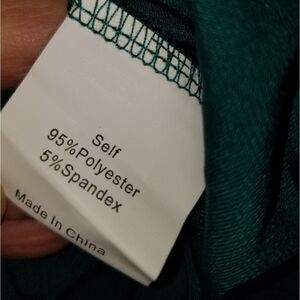 Self
95%Polyester
5%Spandex
Made In China